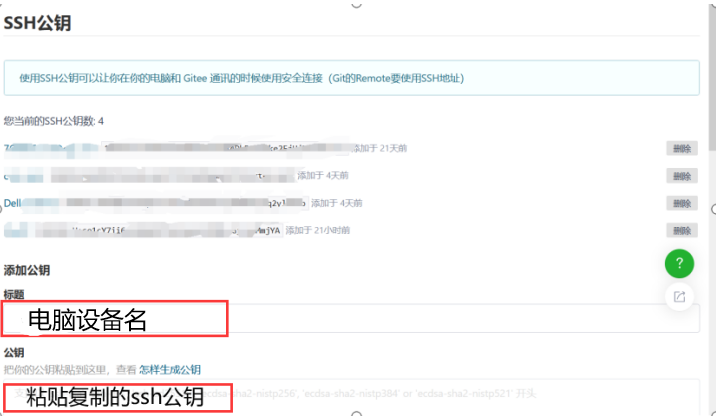 SSH公钥
使用SSH公钥可以让你在你的电脑和 Gitee 通讯的时候使用安全连接（Git的Remote要使用SSH地址）
您当前的SSH公钥数: 4
添加于 21天前 删除
添加于 4天前 删除
Dell 添加于 4天前 删除
mjYA 添加于 21小时前 删除
?
添加公钥
标题
电脑设备名
公钥
把你的公钥粘贴到这里，查看 怎样生成公钥
粘贴复制的ssh公钥 'ecdsa-sha2-nistp256', 'ecdsa-sha2-nistp384' or 'ecdsa-sha2-nistp521' 开头